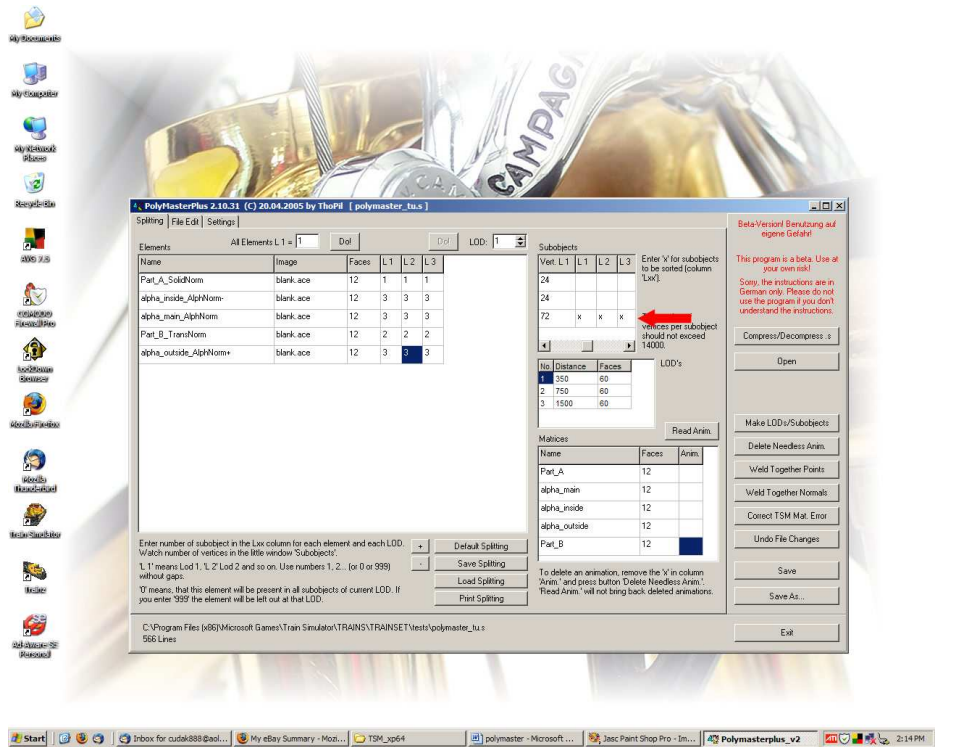 My Documents
My Computer
My Network
Places
Recycle Bin
AVG 7.5
COMODO
Firewall Pro
LockDown
Browser
Mozilla Firefox
Mozilla
Thunderbird
Train Simulator
Trainz
Ad-Aware SE
Personal
CAMPAG
CA
PolyMasterPlus 2.10.31 (C) 20.04.2005 by ThoPil [ polymaster_tu.s ]
Splitting File Edit Settings
Elements All Elements L 1 = 1 Do! Do! LOD: 1
Name Image Faces L 1 L 2 L 3
Part_A_SolidNorm blank.ace 12 1 1 1
alpha_inside_AlphNorm- blank.ace 12 3 3 3
alpha_main_AlphNorm blank.ace 12 3 3 3
Part_B_TransNorm blank.ace 12 2 2 2
alpha_outside_AlphNorm+ blank.ace 12 3 3 3
Subobjects
Vert. L 1 L 1 L 2 L 3
24
24
72 x x x
Enter 'x' for subobjects
to be sorted (column
'Lxx').
vertices per subobject
should not exceed
14000.
LOD's
No. Distance Faces
1 350 60
2 750 60
3 1500 60
Read Anim.
Matrices
Name Faces Anim.
Part_A 12
alpha_main 12
alpha_inside 12
alpha_outside 12
Part_B 12
To delete an animation, remove the 'x' in column
'Anim.' and press button 'Delete Needless Anim.'.
'Read Anim.' will not bring back deleted animations.
Enter number of subobject in the Lxx column for each element and each LOD.
Watch number of vertices in the little window 'Subobjects'.
'L 1' means Lod 1, 'L 2' Lod 2 and so on. Use numbers 1, 2... (or 0 or 999)
without gaps.
'0' means, that this element will be present in all subobjects of current LOD. If
you enter '999' the element will be left out at that LOD.
+
-
Default Splitting
Save Splitting
Load Splitting
Print Splitting
Beta-Version! Benutzung auf
eigene Gefahr!
This program is a beta. Use at
your own risk!
Sorry, the instructions are in
German only. Please do not
use the program if you don't
understand the instructions.
Compress/Decompress .s
Open
Make LODs/Subobjects
Delete Needless Anim.
Weld Together Points
Weld Together Normals
Correct TSM Mat. Error
Undo File Changes
Save
Save As...
Exit
C:\Program Files (x86)\Microsoft Games\Train Simulator\TRAINS\TRAINSET\tests\polymaster_tu.s
566 Lines
Start Inbox for cudak888@aol... My eBay Summary - Mozi... TSM_xp64 polymaster - Microsoft ... Jasc Paint Shop Pro - Im... Polymasterplus_v2 ATI 2:14 PM